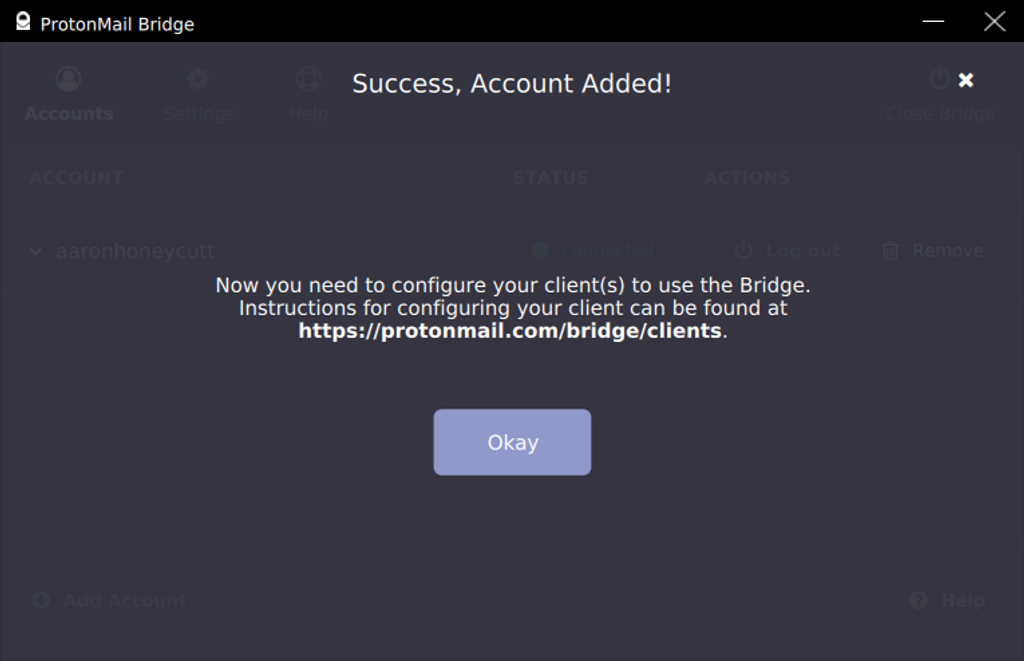 ProtonMail Bridge
Success, Account Added!
Accounts
Settings
Help
Close Bridge
ACCOUNT STATUS ACTIONS
aaronhoneycutt connected Log out Remove
Now you need to configure your client(s) to use the Bridge.
Instructions for configuring your client can be found at
https://protonmail.com/bridge/clients.
Okay
Add Account
Help